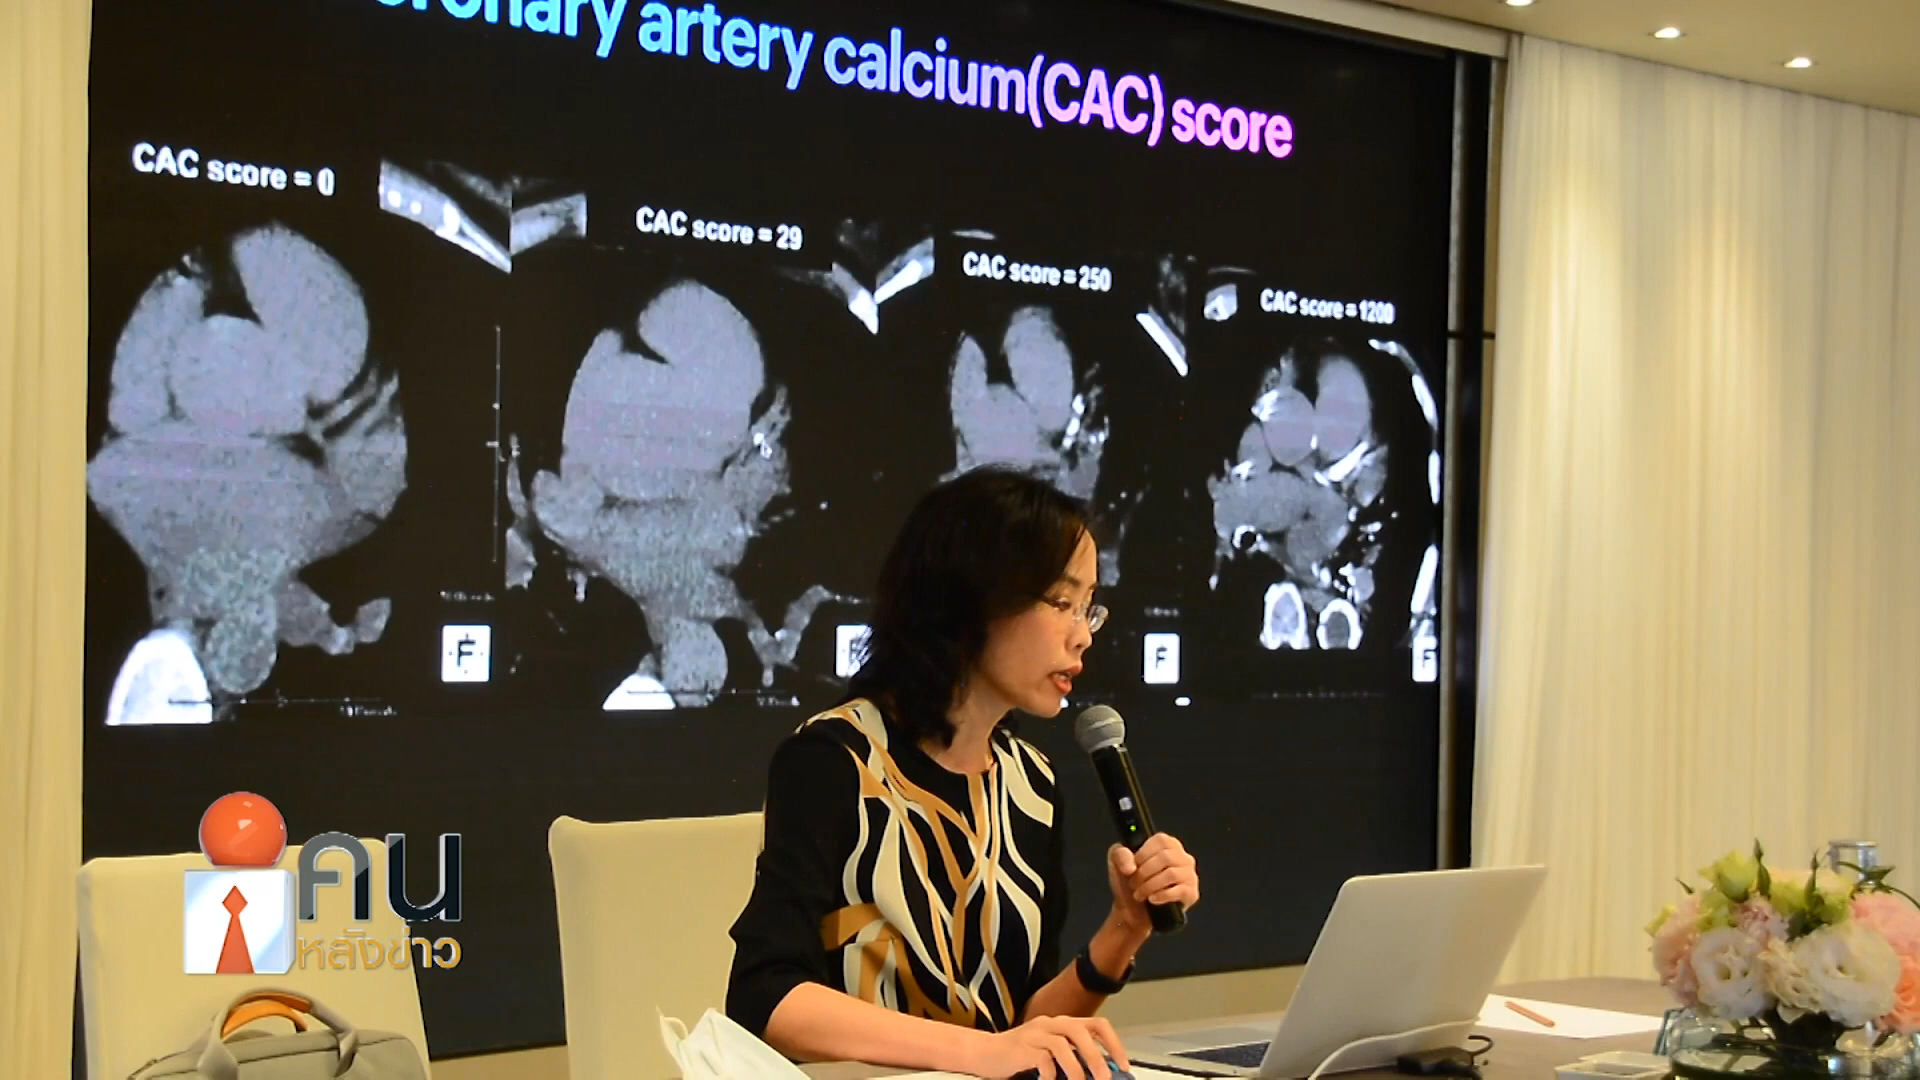 artery calcium(CAC) score
CAC score = 0
CAC score = 29
CAC score = 250
CAC score = 1200
F
F
F
F
คน
หลังข่าว